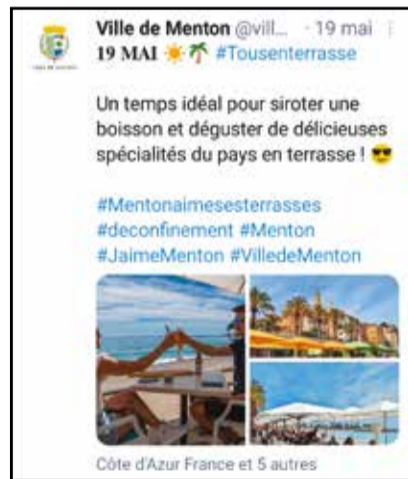 Ville de Menton @vill... · 19 mai
19 MAI ☀️🌴 #Tousenterrasse
Un temps idéal pour siroter une
boisson et déguster de délicieuses
spécialités du pays en terrasse ! 😎
#Mentonaimesesterrasses
#deconfinement #Menton
#JaimeMenton #VilledeMenton
Côte d'Azur France et 5 autres